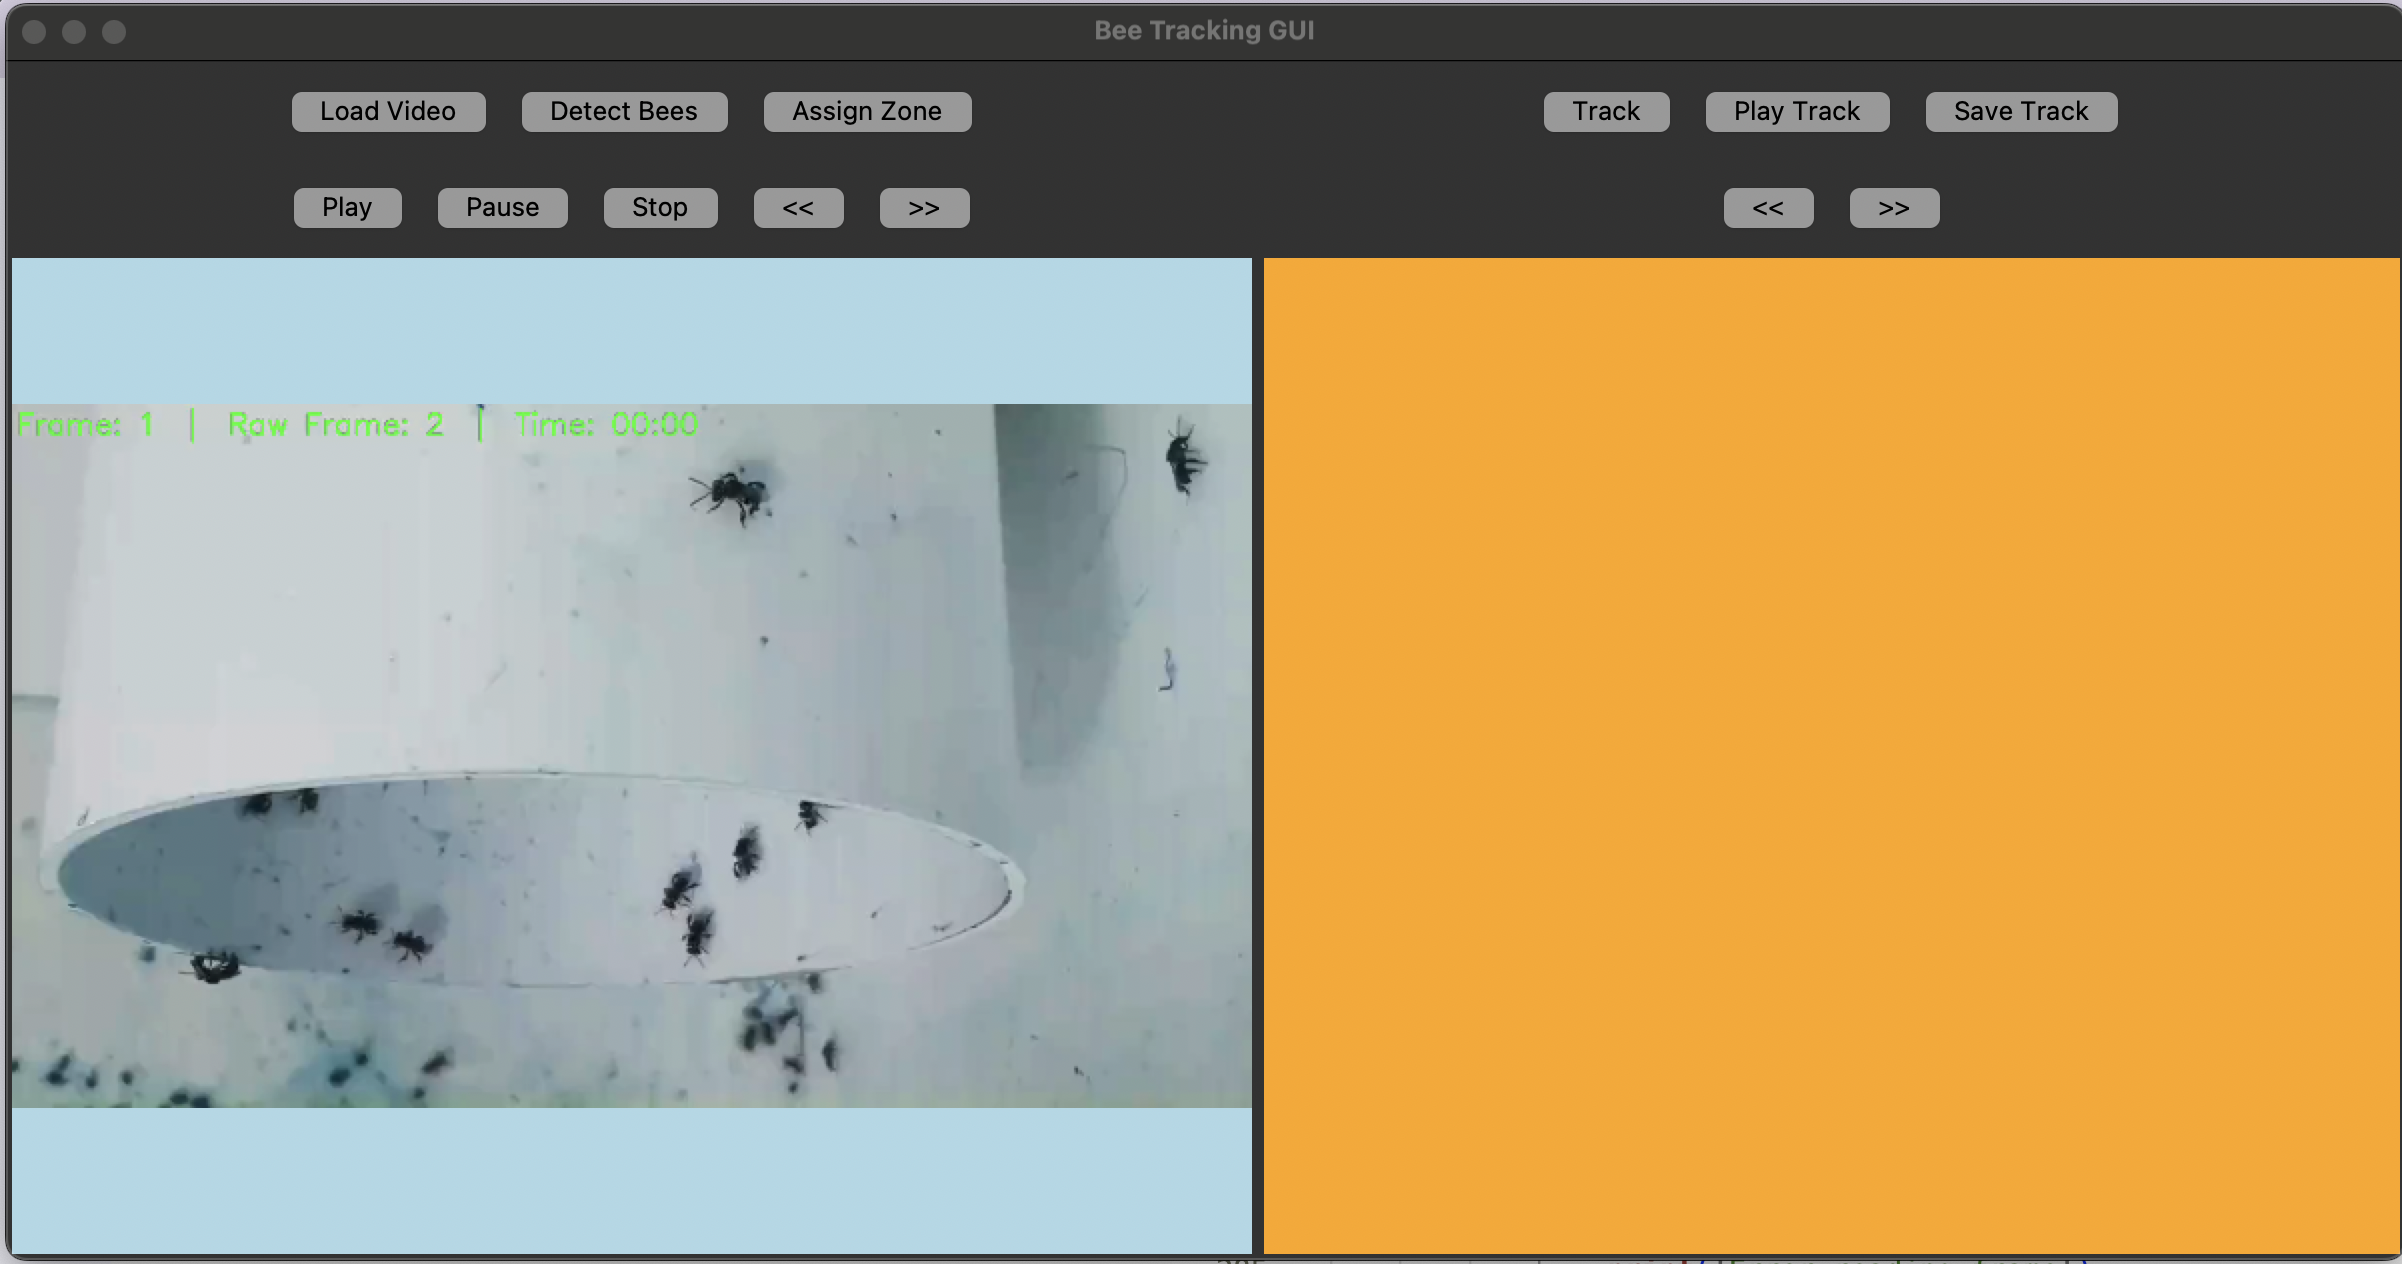 Bee Tracking GUI
Load Video Detect Bees Assign Zone Track Play Track Save Track
Play Pause Stop << >> << >>
Frame: 1 | Raw Frame: 2 | Time: 00:00